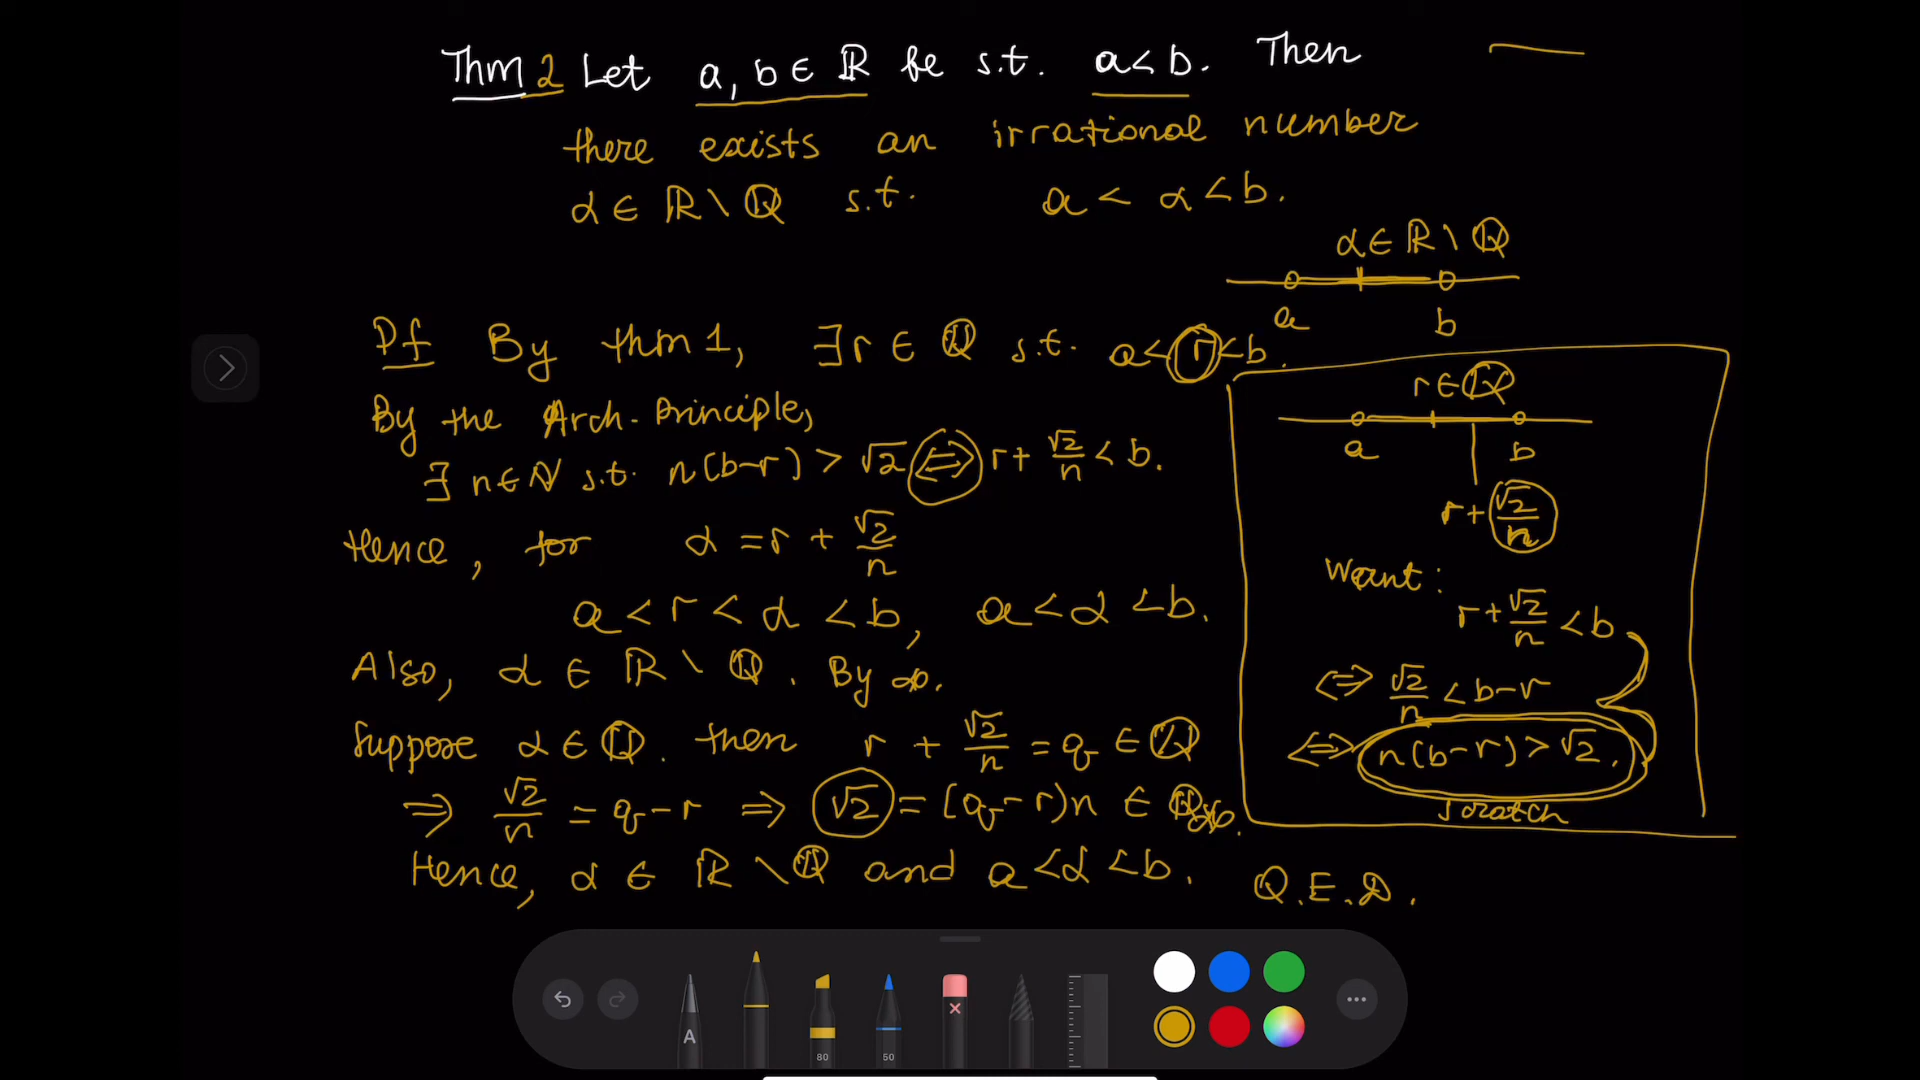 Thm 2 Let a, b ∈ ℝ be s.t. a < b. Then
there exists an irrational number
α ∈ ℝ \ ℚ s.t. a < α < b.
α ∈ ℝ \ ℚ
a b
Pf By thm 1, ∃ r ∈ ℚ s.t. a < r < b.
By the Arch. Principle,
∃ n ∈ ℕ s.t. n(b-r) > √2 ⇔ r + √2/n < b.
Hence, for α = r + √2/n
a < r < α < b, a < α < b.
Also, α ∈ ℝ \ ℚ. By
Suppose α ∈ ℚ. then r + √2/n = q ∈ ℚ
⇒ √2/n = q - r ⇒ √2 = (q - r)n ∈ ℚ
Hence, α ∈ ℝ \ ℚ and a < α < b. Q.E.D.
r ∈ ℚ
a b
r + √2/n
Want:
r + √2/n < b
⇔ √2/n < b - r
⇔ n(b-r) > √2.
scratch
A 80 50